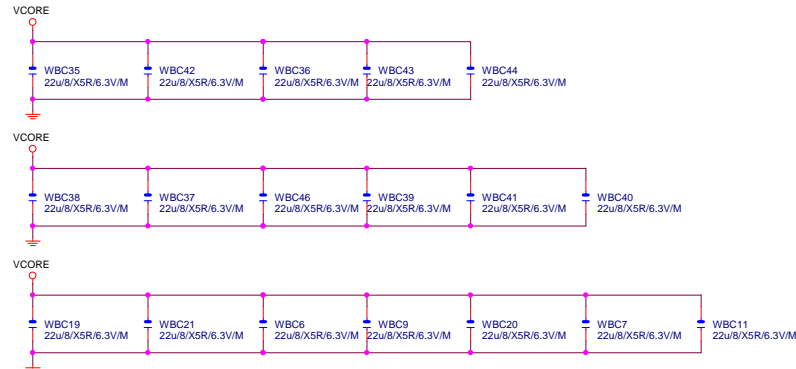 VCORE
WBC35 WBC42 WBC36 WBC43 WBC44
22u/8/X5R/6.3V/M 22u/8/X5R/6.3V/M 22u/8/X5R/6.3V/M 22u/8/X5R/6.3V/M 22u/8/X5R/6.3V/M
VCORE
WBC38 WBC37 WBC46 WBC39 WBC41 WBC40
22u/8/X5R/6.3V/M 22u/8/X5R/6.3V/M 22u/8/X5R/6.3V/M 22u/8/X5R/6.3V/M 22u/8/X5R/6.3V/M 22u/8/X5R/6.3V/M
VCORE
WBC19 WBC21 WBC6 WBC9 WBC20 WBC7 WBC11
22u/8/X5R/6.3V/M 22u/8/X5R/6.3V/M 22u/8/X5R/6.3V/M 22u/8/X5R/6.3V/M 22u/8/X5R/6.3V/M 22u/8/X5R/6.3V/M 22u/8/X5R/6.3V/M